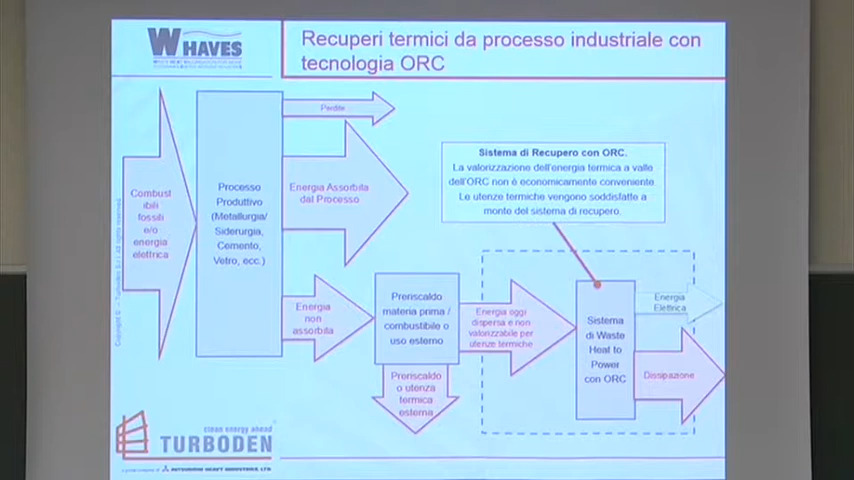 WHAVES
Recuperi termici da processo industriale con
tecnologia ORC
Perdite
Combust
ibili
fossili
e/o
energia
elettrica
Processo
Produttivo
(Metallurgia/
Siderurgia,
Cemento,
Vetro, ecc.)
Energia Assorbita
dal Processo
Sistema di Recupero con ORC.
La valorizzazione dell'energia termica a valle
dell'ORC non è economicamente conveniente.
Le utenze termiche vengono soddisfatte a
monte del sistema di recupero.
Energia
non
assorbita
Preriscaldo
materia prima /
combustibile o
uso esterno
Energia oggi
dispersa e non
valorizzabile per
utenze termiche
Sistema
di Waste
Heat to
Power
con ORC
Energia
Elettrica
Dissipazione
Preriscaldo
o utenza
termica
esterna
clean energy ahead
TURBODEN
MITSUBISHI HEAVY INDUSTRIES, LTD.